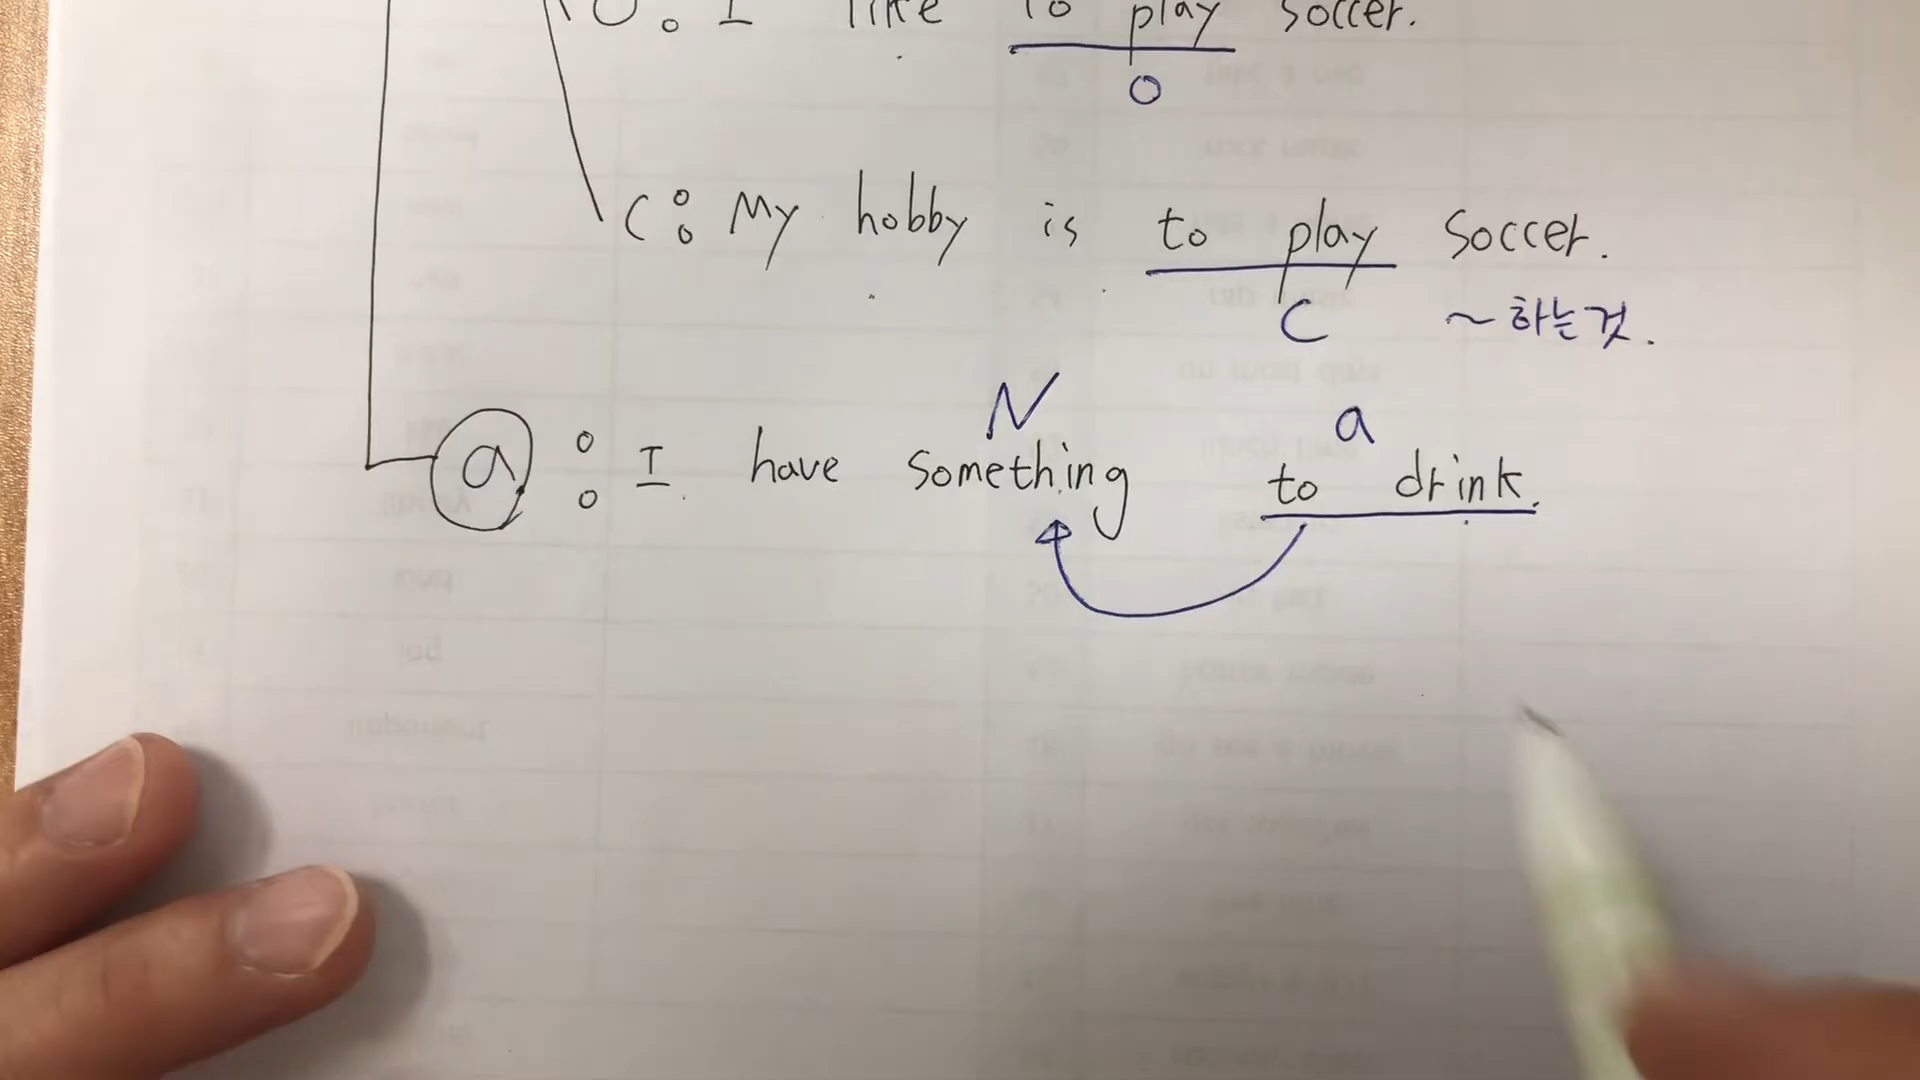 O: I like to play soccer.
O
C: My hobby is to play soccer.
C ~하는것.
N a
a: I have something to drink.